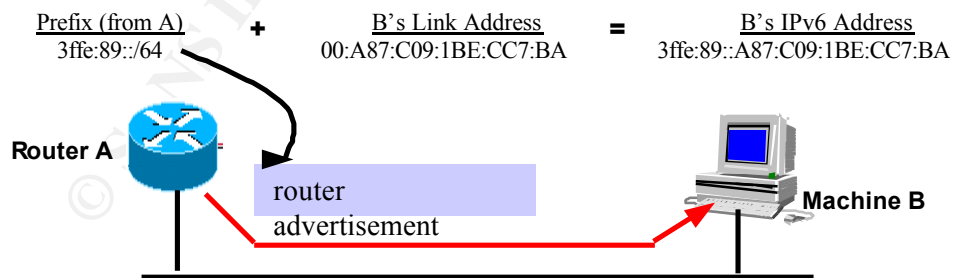 Prefix (from A) + B's Link Address = B's IPv6 Address
3ffe:89::/64 00:A87:C09:1BE:CC7:BA 3ffe:89::A87:C09:1BE:CC7:BA
Router A
router
advertisement
Machine B